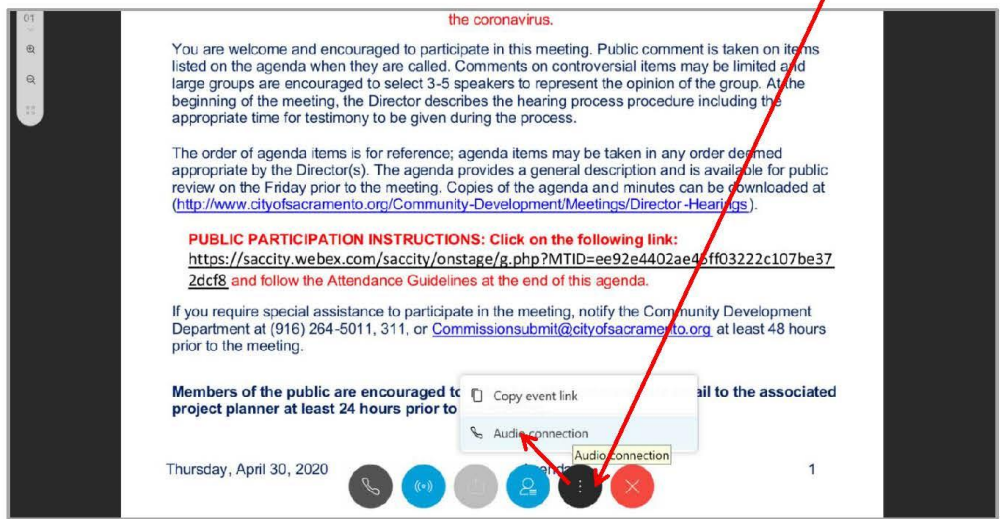 01
the coronavirus.
You are welcome and encouraged to participate in this meeting. Public comment is taken on items
listed on the agenda when they are called. Comments on controversial items may be limited and
large groups are encouraged to select 3-5 speakers to represent the opinion of the group. At the
beginning of the meeting, the Director describes the hearing process procedure including the
appropriate time for testimony to be given during the process.
The order of agenda items is for reference; agenda items may be taken in any order deemed
appropriate by the Director(s). The agenda provides a general description and is available for public
review on the Friday prior to the meeting. Copies of the agenda and minutes can be downloaded at
(http://www.cityofsacramento.org/Community-Development/Meetings/Director-Hearings).
PUBLIC PARTICIPATION INSTRUCTIONS: Click on the following link:
https://saccity.webex.com/saccity/onstage/g.php?MTID=ee92e4402ae45ff03222c107be37
2dcf8 and follow the Attendance Guidelines at the end of this agenda.
If you require special assistance to participate in the meeting, notify the Community Development
Department at (916) 264-5011, 311, or Commissionsubmit@cityofsacramento.org at least 48 hours
prior to the meeting.
Members of the public are encouraged to ail to the associated
project planner at least 24 hours prior to
Copy event link
Audio connection
Audio connection
Thursday, April 30, 2020 1